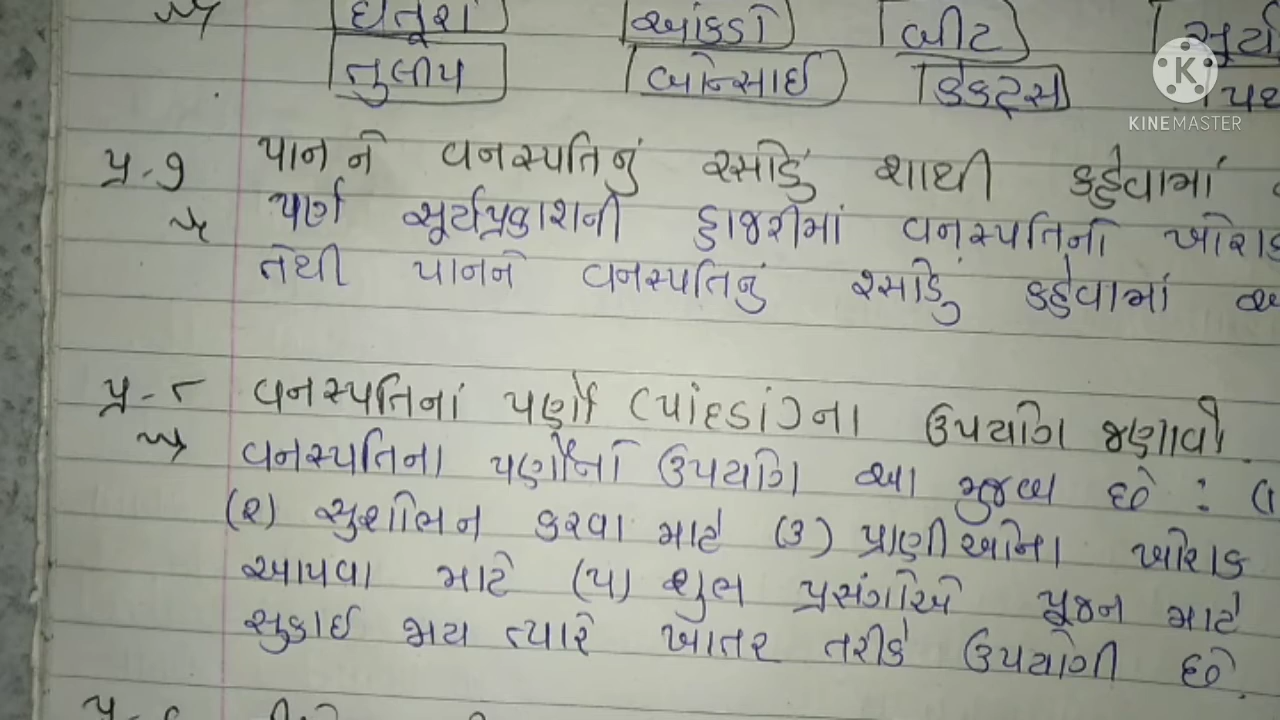 ધતૂરા આંકડો બીટ સૂર્ય
તુલીપ બોન્સાઈ કેકટ્સ
KINEMASTER
પ્ર-૭ પાનને વનસ્પતિનું રસોડું શાથી કહેવામાં
પર્ણ સૂર્યપ્રકાશની હાજરીમાં વનસ્પતિનો ખોરાક
તેથી પાનને વનસ્પતિનું રસોડું કહેવામાં
પ્ર-૮ વનસ્પતિનાં પર્ણો (પાંદડાં)ના ઉપયોગ જણાવો.
વનસ્પતિના પર્ણોનો ઉપયોગ આ મુજબ છે : (૧
(૨) સુશોભિત કરવા માટે (૩) પ્રાણીઓના ખોરાક
આપવા માટે (૫) શુભ પ્રસંગોએ પૂજન માટે
સુકાઈ જાય ત્યારે ખાતર તરીકે ઉપયોગી છે.